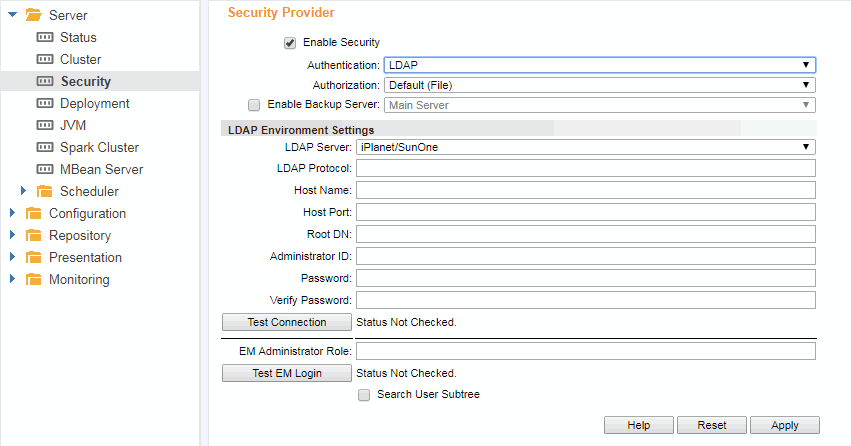 Server
Status
Cluster
Security
Deployment
JVM
Spark Cluster
MBean Server
Scheduler
Configuration
Repository
Presentation
Monitoring
Security Provider
Enable Security
Authentication: LDAP
Authorization: Default (File)
Enable Backup Server: Main Server
LDAP Environment Settings
LDAP Server: iPlanet/SunOne
LDAP Protocol:
Host Name:
Host Port:
Root DN:
Administrator ID:
Password:
Verify Password:
Test Connection Status Not Checked.
EM Administrator Role:
Test EM Login Status Not Checked.
Search User Subtree
Help Reset Apply